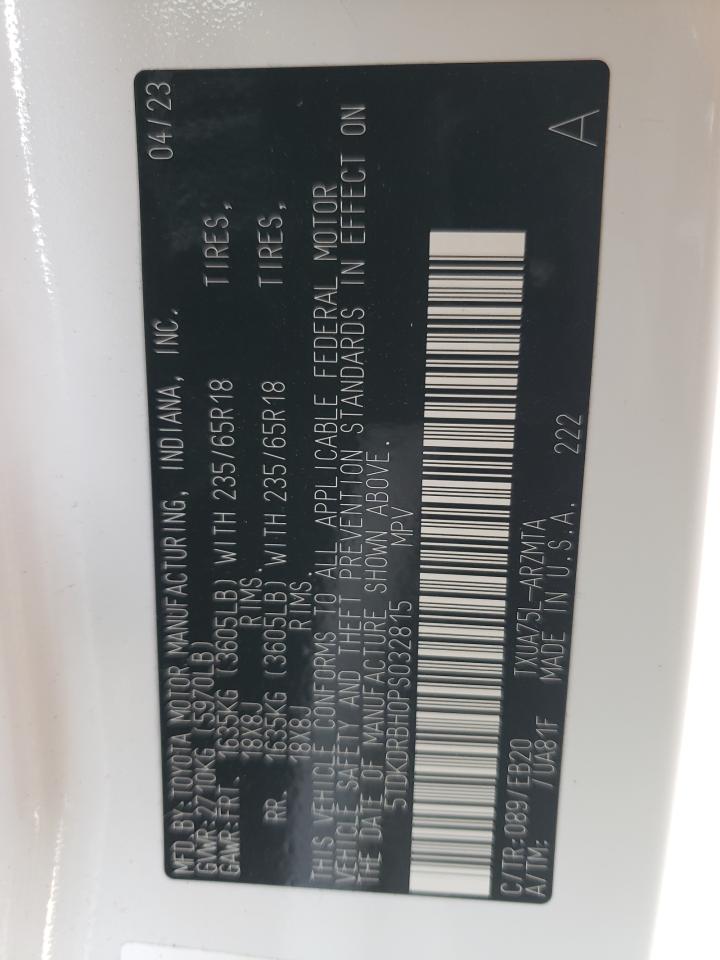 MFD. BY: TOYOTA MOTOR MANUFACTURING, INDIANA, INC. 04/23
GVWR: 2710KG (5970LB)
GAWR: FRT. 1635KG (3605LB) WITH 235/65R18 TIRES,
18X8J RIMS.
RR. 1635KG (3605LB) WITH 235/65R18 TIRES,
18X8J RIMS.
THIS VEHICLE CONFORMS TO ALL APPLICABLE FEDERAL MOTOR
VEHICLE SAFETY AND THEFT PREVENTION STANDARDS IN EFFECT ON
THE DATE OF MANUFACTURE SHOWN ABOVE.
5TDKDRBH0PS032815 MPV
C/TR: 089/EB20 TXUA75L-ARZMTA A
A/TM: 7UA81F MADE IN U.S.A. 222